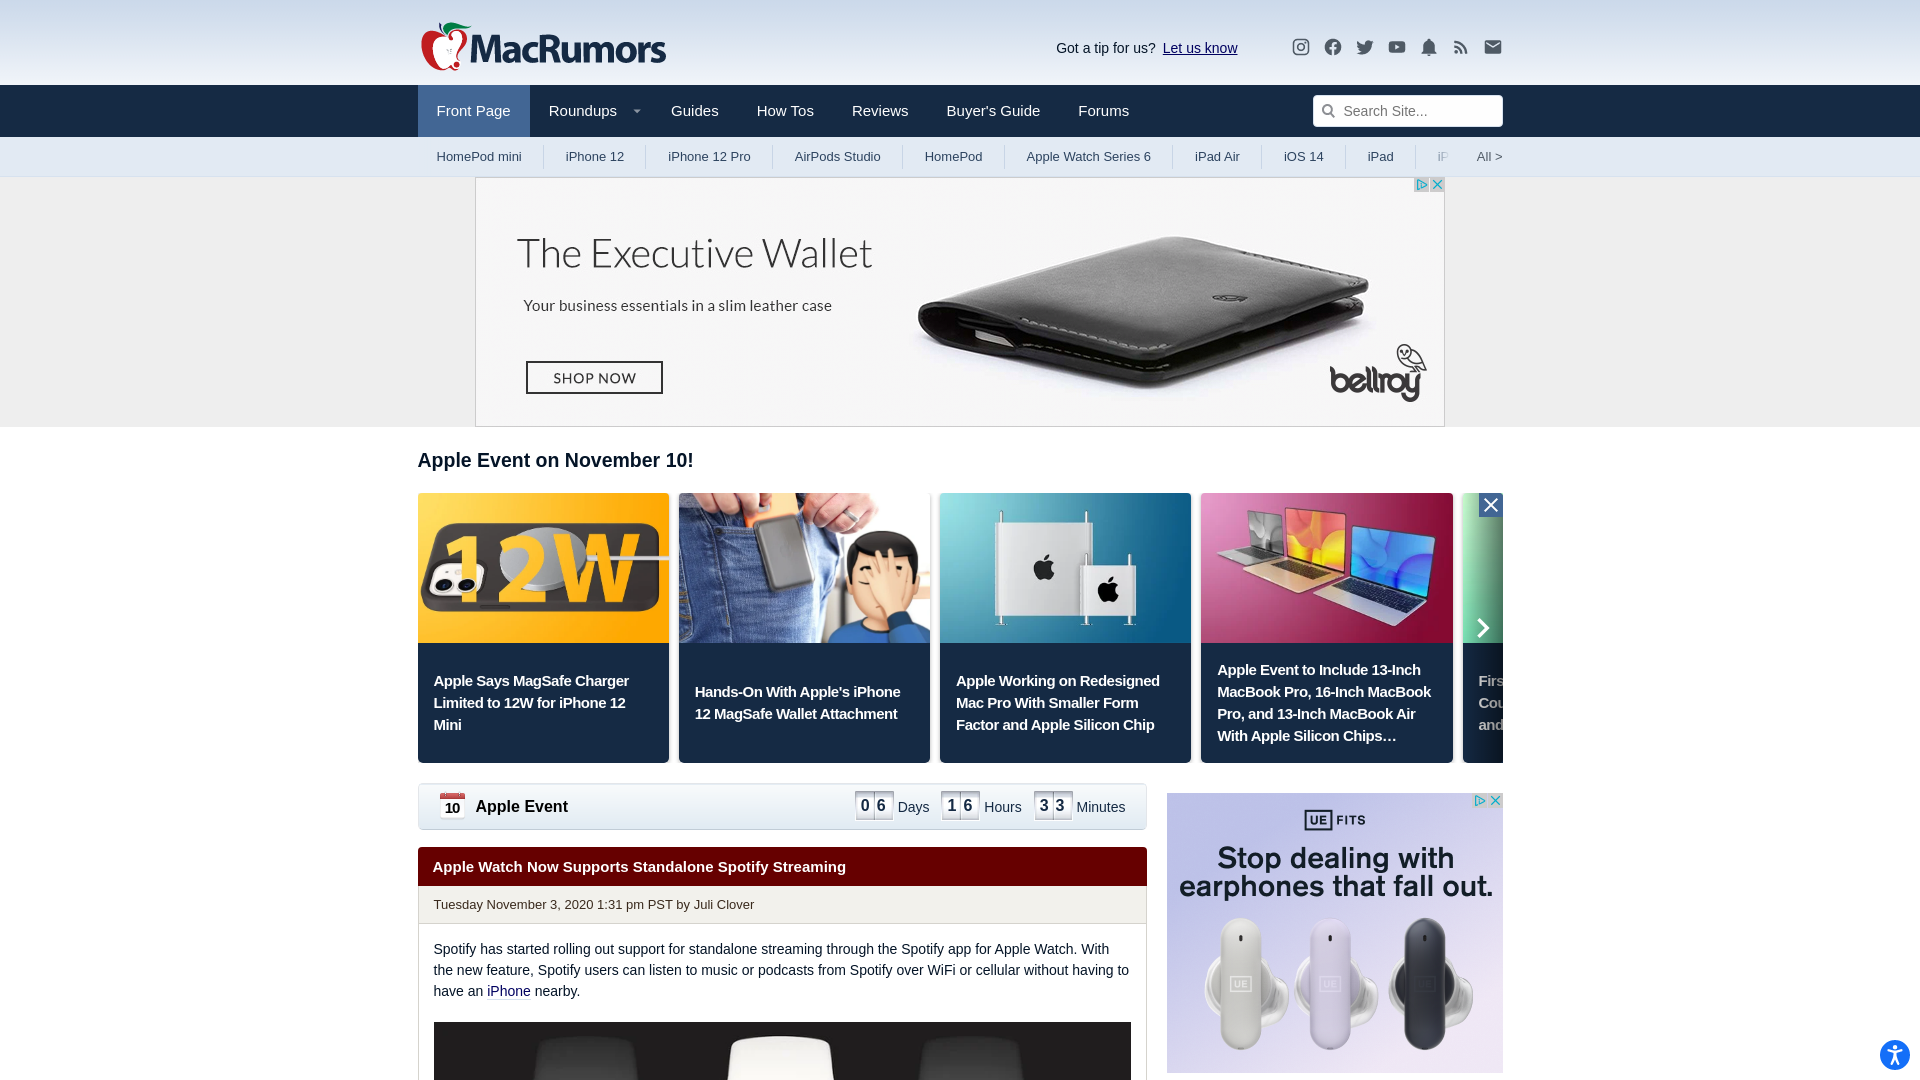 MacRumors
Got a tip for us? Let us know
Front Page
Roundups
Guides
How Tos
Reviews
Buyer's Guide
Forums
Search Site...
HomePod mini
iPhone 12
iPhone 12 Pro
AirPods Studio
HomePod
Apple Watch Series 6
iPad Air
iOS 14
iPad
All >
The Executive Wallet
Your business essentials in a slim leather case
SHOP NOW
bellroy
Apple Event on November 10!
12W
Apple Says MagSafe Charger
Limited to 12W for iPhone 12
Mini
Hands-On With Apple's iPhone
12 MagSafe Wallet Attachment
Apple Working on Redesigned
Mac Pro With Smaller Form
Factor and Apple Silicon Chip
Apple Event to Include 13-Inch
MacBook Pro, 16-Inch MacBook
Pro, and 13-Inch MacBook Air
With Apple Silicon Chips…
and
10
Apple Event
06 Days 16 Hours 33 Minutes
Apple Watch Now Supports Standalone Spotify Streaming
Tuesday November 3, 2020 1:31 pm PST by Juli Clover
Spotify has started rolling out support for standalone streaming through the Spotify app for Apple Watch. With
the new feature, Spotify users can listen to music or podcasts from Spotify over WiFi or cellular without having to
have an iPhone nearby.
UE FITS
Stop dealing with
earphones that fall out.
UE
UE
UE